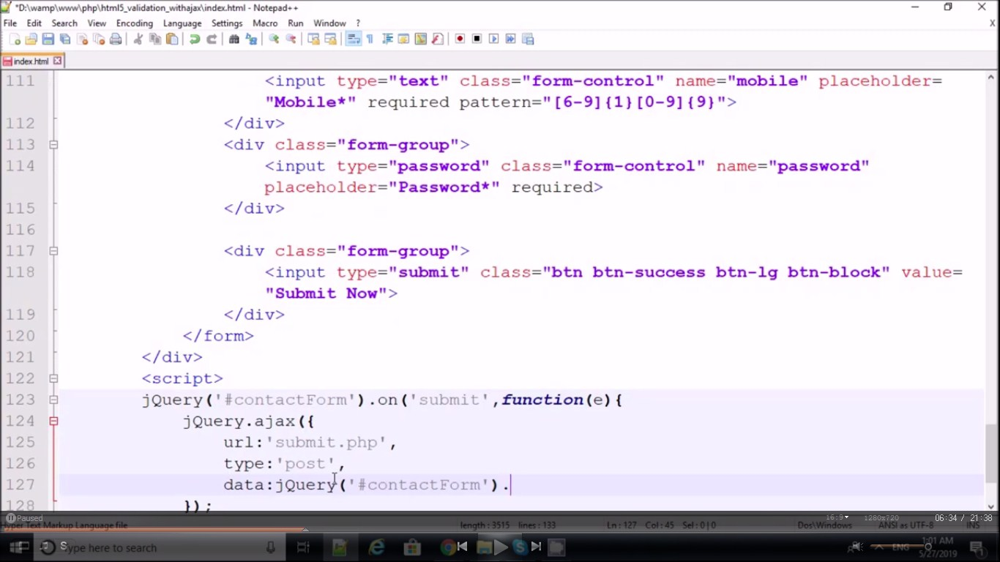 *D:\wamp\www\php\html5_validation_withajax\index.html - Notepad++
File Edit Search View Encoding Language Settings Macro Run Window ? X
index.html
111 <input type="text" class="form-control" name="mobile" placeholder=
"Mobile*" required pattern="[6-9]{1}[0-9]{9}">
112 </div>
113 <div class="form-group">
114 <input type="password" class="form-control" name="password"
placeholder="Password*" required>
115 </div>
116
117 <div class="form-group">
118 <input type="submit" class="btn btn-success btn-lg btn-block" value=
"Submit Now">
119 </div>
120 </form>
121 </div>
122 <script>
123 jQuery('#contactForm').on('submit',function(e){
124 jQuery.ajax({
125 url:'submit.php',
126 type:'post',
127 data:jQuery('#contactForm').
128 });
Paused 16:9 1280x720 06:34 / 21:38
Hyper Text Markup Language file length : 3515 lines : 133 Ln : 127 Col : 45 Sel : 0 | 0 Dos\Windows ANSI as UTF-8 INS
S Type here to search ENG 1:01 AM
5/27/2019